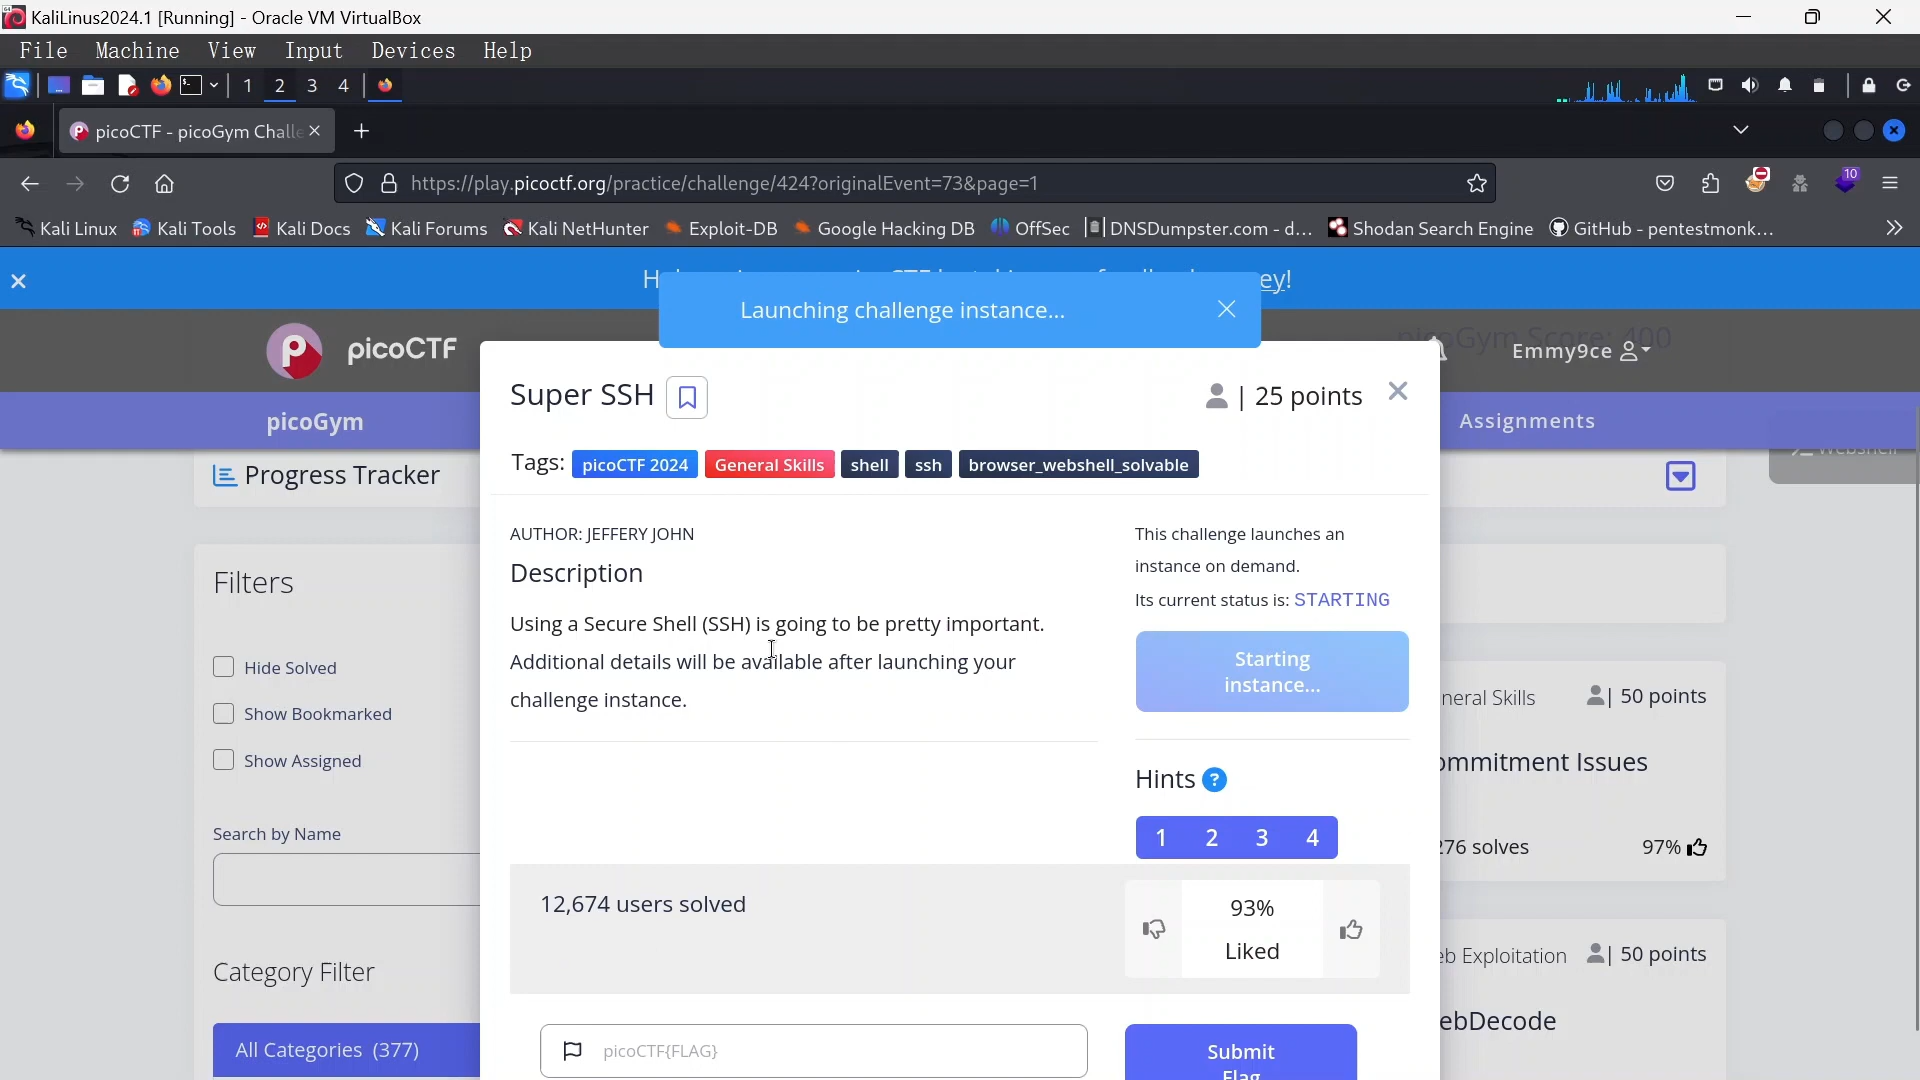 KaliLinus2024.1 [Running] - Oracle VM VirtualBox
File Machine View Input Devices Help
1 2 3 4
picoCTF - picoGym Challe
https://play.picoctf.org/practice/challenge/424?originalEvent=73&page=1
10
Kali Linux Kali Tools Kali Docs Kali Forums Kali NetHunter Exploit-DB Google Hacking DB OffSec DNSDumpster.com - d... Shodan Search Engine GitHub - pentestmonk...
Launching challenge instance...
picoCTF
picoGym Score: 400
Emmy9ce
picoGym
Assignments
Webshell
Progress Tracker
Super SSH
| 25 points
Tags: picoCTF 2024 General Skills shell ssh browser_webshell_solvable
AUTHOR: JEFFERY JOHN
Description
Using a Secure Shell (SSH) is going to be pretty important.
Additional details will be available after launching your
challenge instance.
This challenge launches an
instance on demand.
Its current status is: STARTING
Starting
instance...
Hints ?
1 2 3 4
12,674 users solved
93%
Liked
picoCTF{FLAG}
Submit
Flag
Filters
Hide Solved
Show Bookmarked
Show Assigned
Search by Name
Category Filter
All Categories (377)
neral Skills | 50 points
ommitment Issues
276 solves 97%
eb Exploitation | 50 points
ebDecode